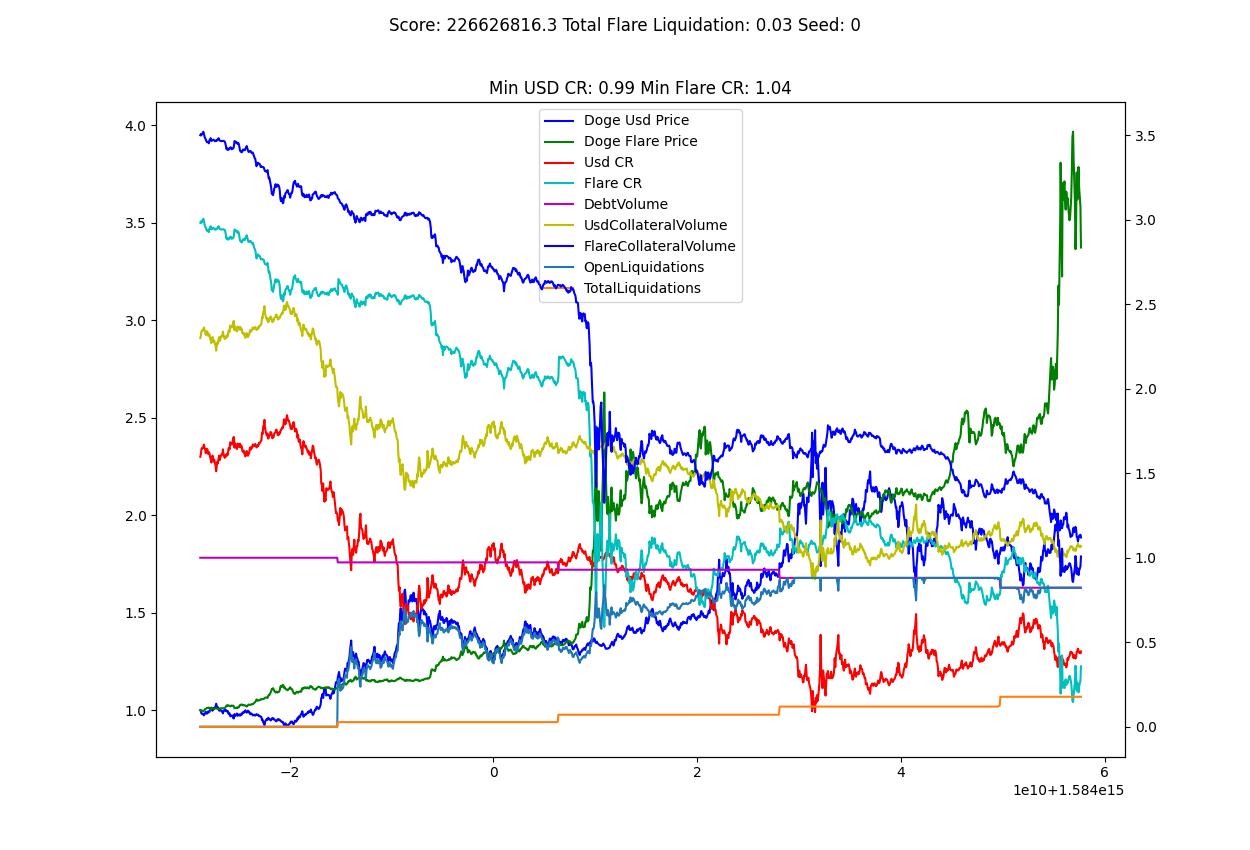 Score: 226626816.3 Total Flare Liquidation: 0.03 Seed: 0
Min USD CR: 0.99 Min Flare CR: 1.04
Doge Usd Price
Doge Flare Price
Usd CR
Flare CR
DebtVolume
UsdCollateralVolume
FlareCollateralVolume
OpenLiquidations
TotalLiquidations
4.0
3.5
3.0
2.5
2.0
1.5
1.0
3.5
3.0
2.5
2.0
1.5
1.0
0.5
0.0
−2 0 2 4 6
1e10+1.584e15